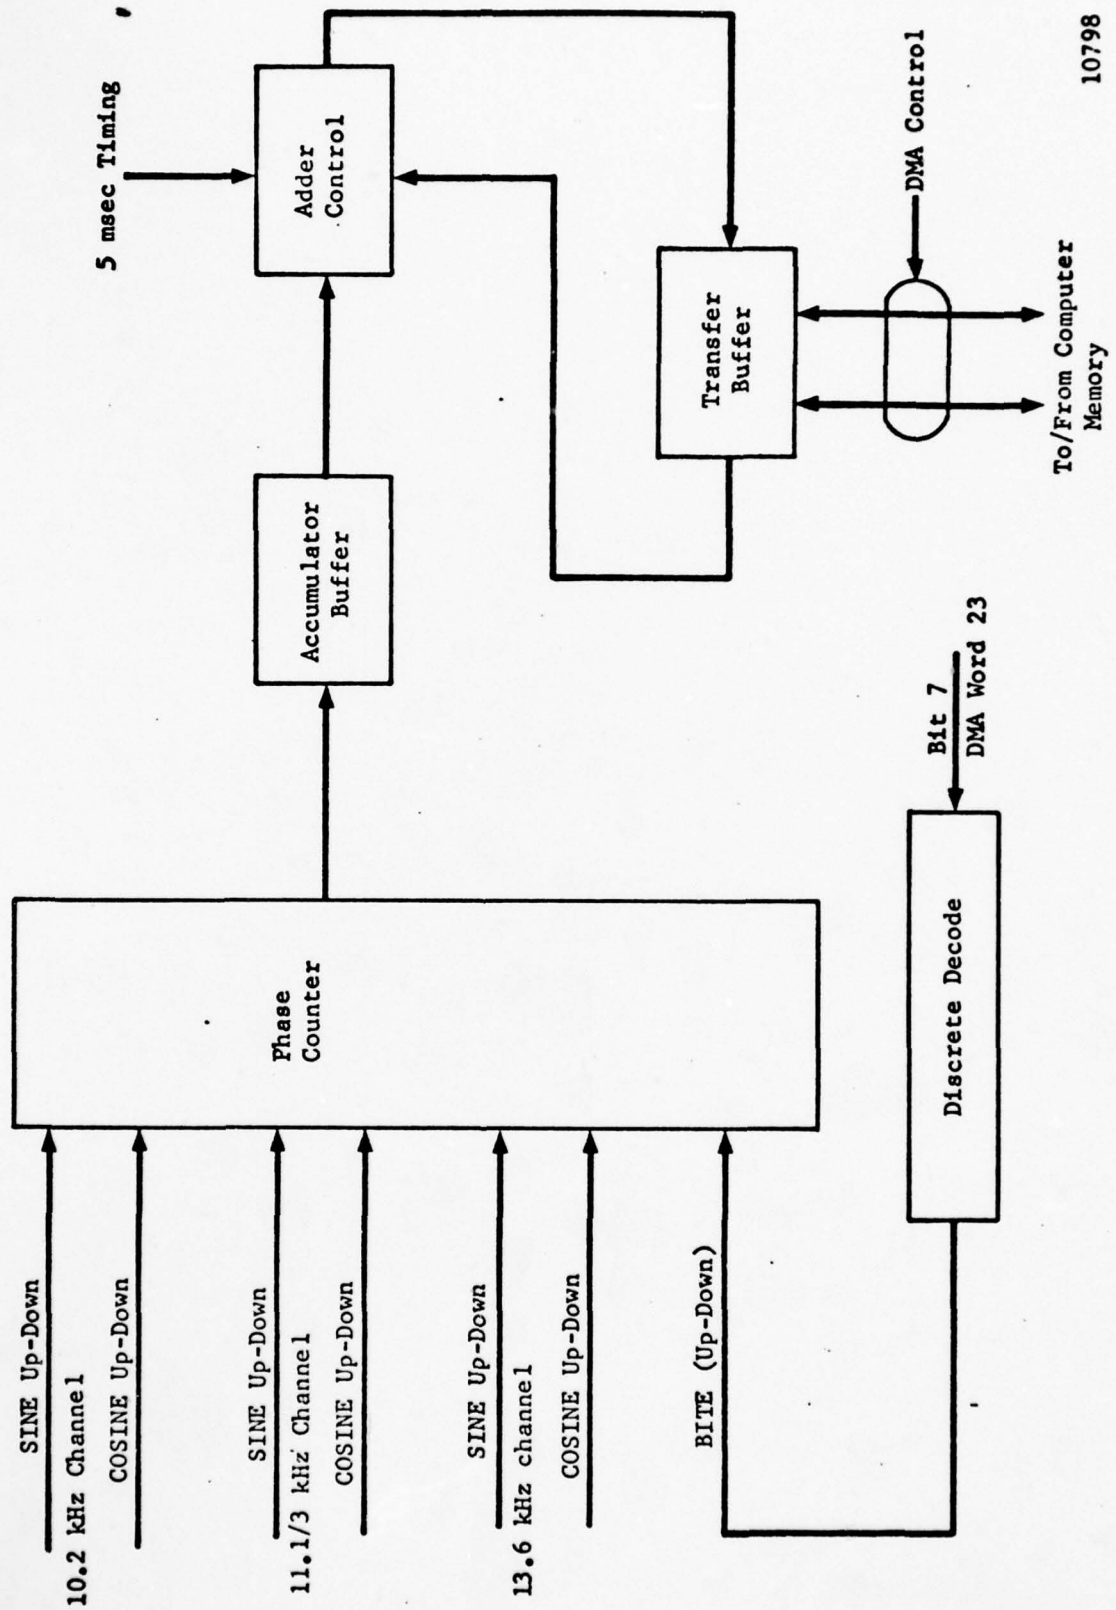 SINE Up-Down
10.2 kHz Channel
COSINE Up-Down
SINE Up-Down
11.1/3 kHz Channel
COSINE Up-Down
SINE Up-Down
13.6 kHz channel
COSINE Up-Down
BITE (Up-Down)
Phase
Counter
Discrete Decode
Bit 7
DMA Word 23
Accumulator
Buffer
5 msec Timing
Adder
Control
Transfer
Buffer
DMA Control
To/From Computer
Memory
10798